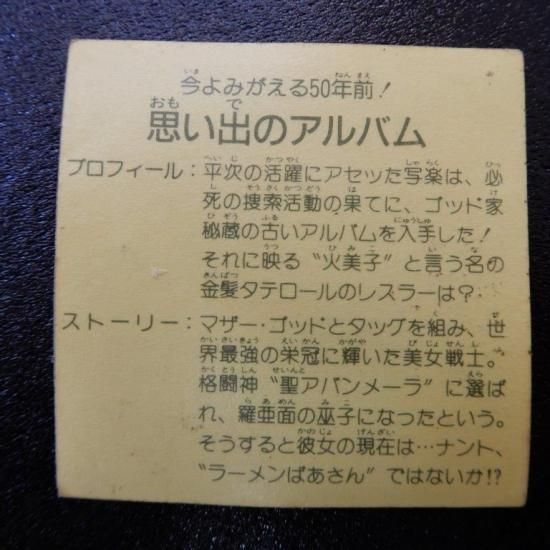 今よみがえる50年前!
思い出のアルバム
プロフィール:平次の活躍にアセッた写楽は、必
死の捜索活動の果てに、ゴッド家
秘蔵の古いアルバムを入手した!
それに映る“火美子”と言う名の
金髪タテロールのレスラーは?
ストーリー:マザー・ゴッドとタッグを組み、世
界最強の栄冠に輝いた美女戦士。
格闘神“聖アバンメーラ”に選ば
れ、羅亜面の巫子になったという。
そうすると彼女の現在は…ナント、
“ラーメンばあさん”ではないか!?